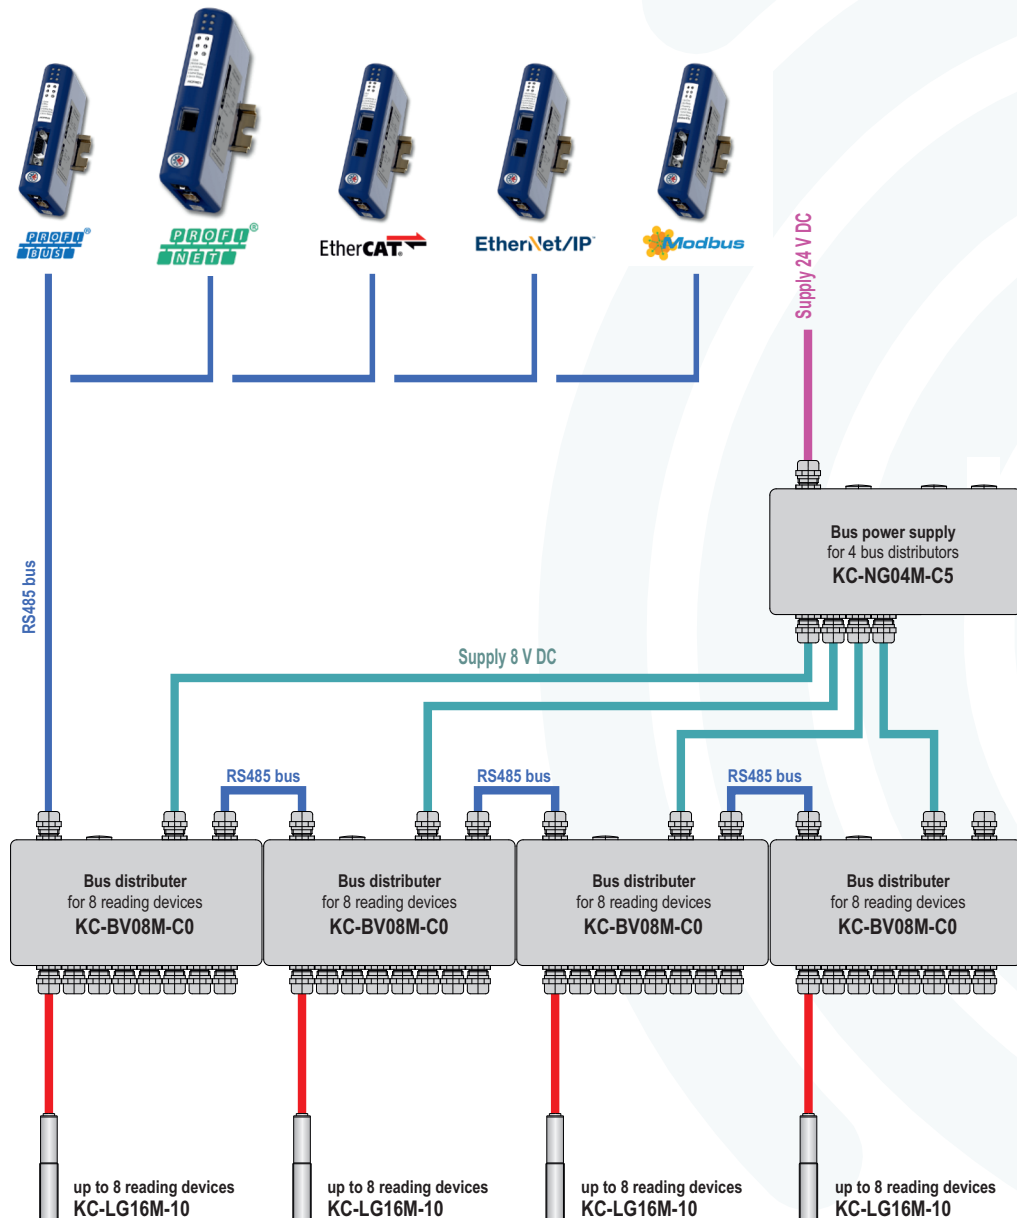 PROFI®
BUS
PROFI®
NET
EtherCAT®
EtherNet/IP™
Modbus
Supply 24 V DC
Bus power supply
for 4 bus distributors
KC-NG04M-C5
RS485 bus
Supply 8 V DC
RS485 bus
RS485 bus
RS485 bus
Bus distributer
for 8 reading devices
KC-BV08M-C0
Bus distributer
for 8 reading devices
KC-BV08M-C0
Bus distributer
for 8 reading devices
KC-BV08M-C0
Bus distributer
for 8 reading devices
KC-BV08M-C0
up to 8 reading devices
KC-LG16M-10
up to 8 reading devices
KC-LG16M-10
up to 8 reading devices
KC-LG16M-10
up to 8 reading devices
KC-LG16M-10